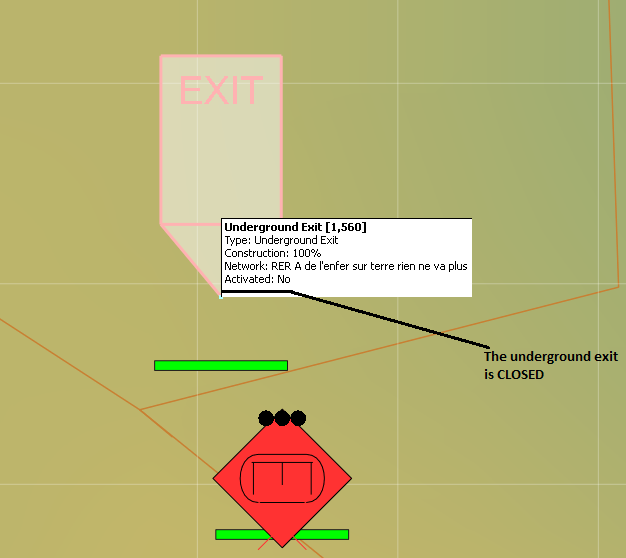 EXIT
Underground Exit [1,560]
Type: Underground Exit
Construction: 100%
Network: RER A de l'enfer sur terre rien ne va plus
Activated: No
The underground exit
is CLOSED